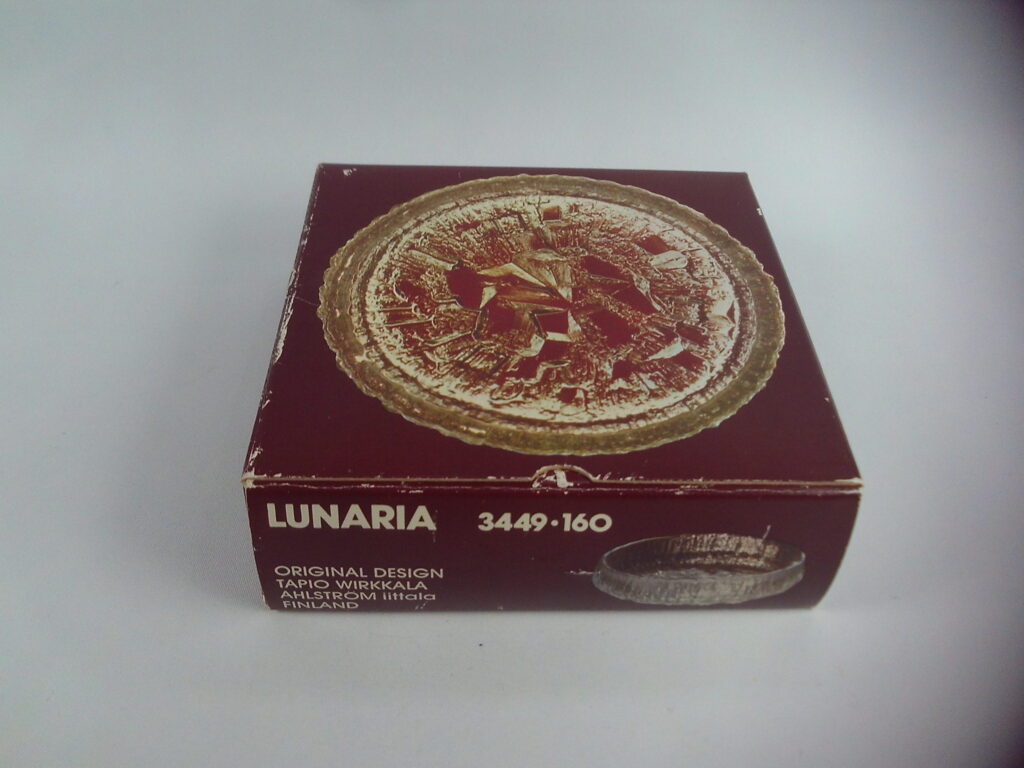 LUNARIA 3449·160
ORIGINAL DESIGN
TAPIO WIRKKALA
AHLSTRÖM iittala
FINLAND